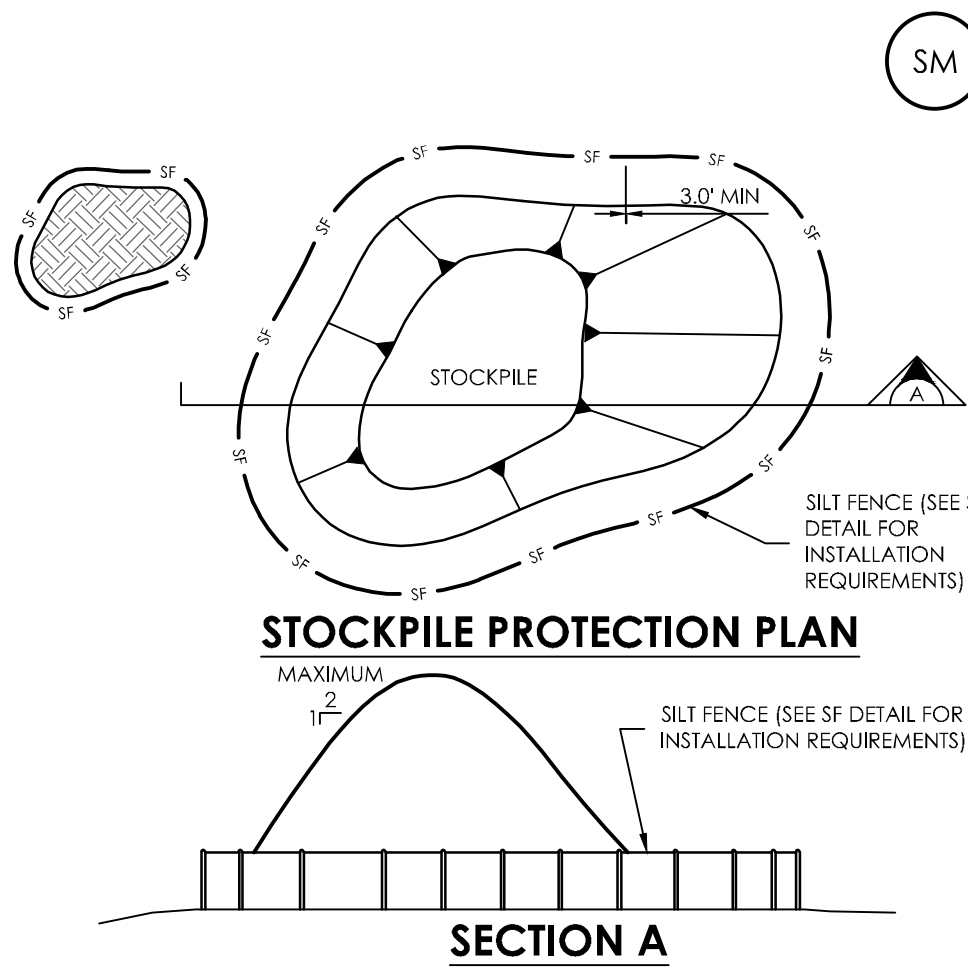 SM
SF
SF
SF
SF
3.0' MIN
SF
SF
SF
SF
SF
SF
SF
STOCKPILE
A
SF
SF
SILT FENCE (SEE
DETAIL FOR
INSTALLATION
REQUIREMENTS)
SF
SF
SF
SF
STOCKPILE PROTECTION PLAN
MAXIMUM
2
1
SILT FENCE (SEE SF DETAIL FOR
INSTALLATION REQUIREMENTS)
SECTION A